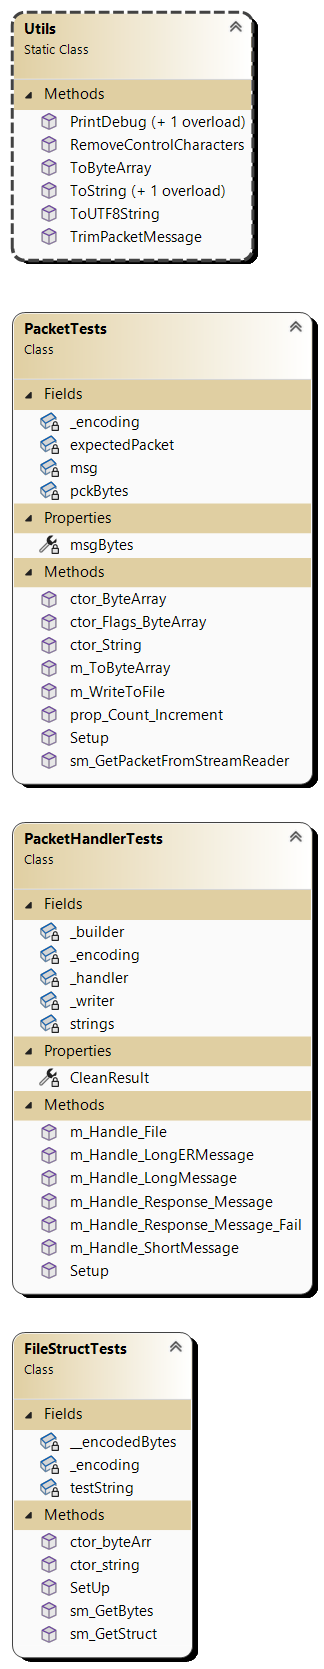 Utils
Static Class
Methods
PrintDebug (+ 1 overload)
RemoveControlCharacters
ToByteArray
ToString (+ 1 overload)
ToUTF8String
TrimPacketMessage
PacketTests
Class
Fields
_encoding
expectedPacket
msg
pckBytes
Properties
msgBytes
Methods
ctor_ByteArray
ctor_Flags_ByteArray
ctor_String
m_ToByteArray
m_WriteToFile
prop_Count_Increment
Setup
sm_GetPacketFromStreamReader
PacketHandlerTests
Class
Fields
_builder
_encoding
_handler
_writer
strings
Properties
CleanResult
Methods
m_Handle_File
m_Handle_LongERMessage
m_Handle_LongMessage
m_Handle_Response_Message
m_Handle_Response_Message_Fail
m_Handle_ShortMessage
Setup
FileStructTests
Class
Fields
__encodedBytes
_encoding
testString
Methods
ctor_byteArr
ctor_string
SetUp
sm_GetBytes
sm_GetStruct